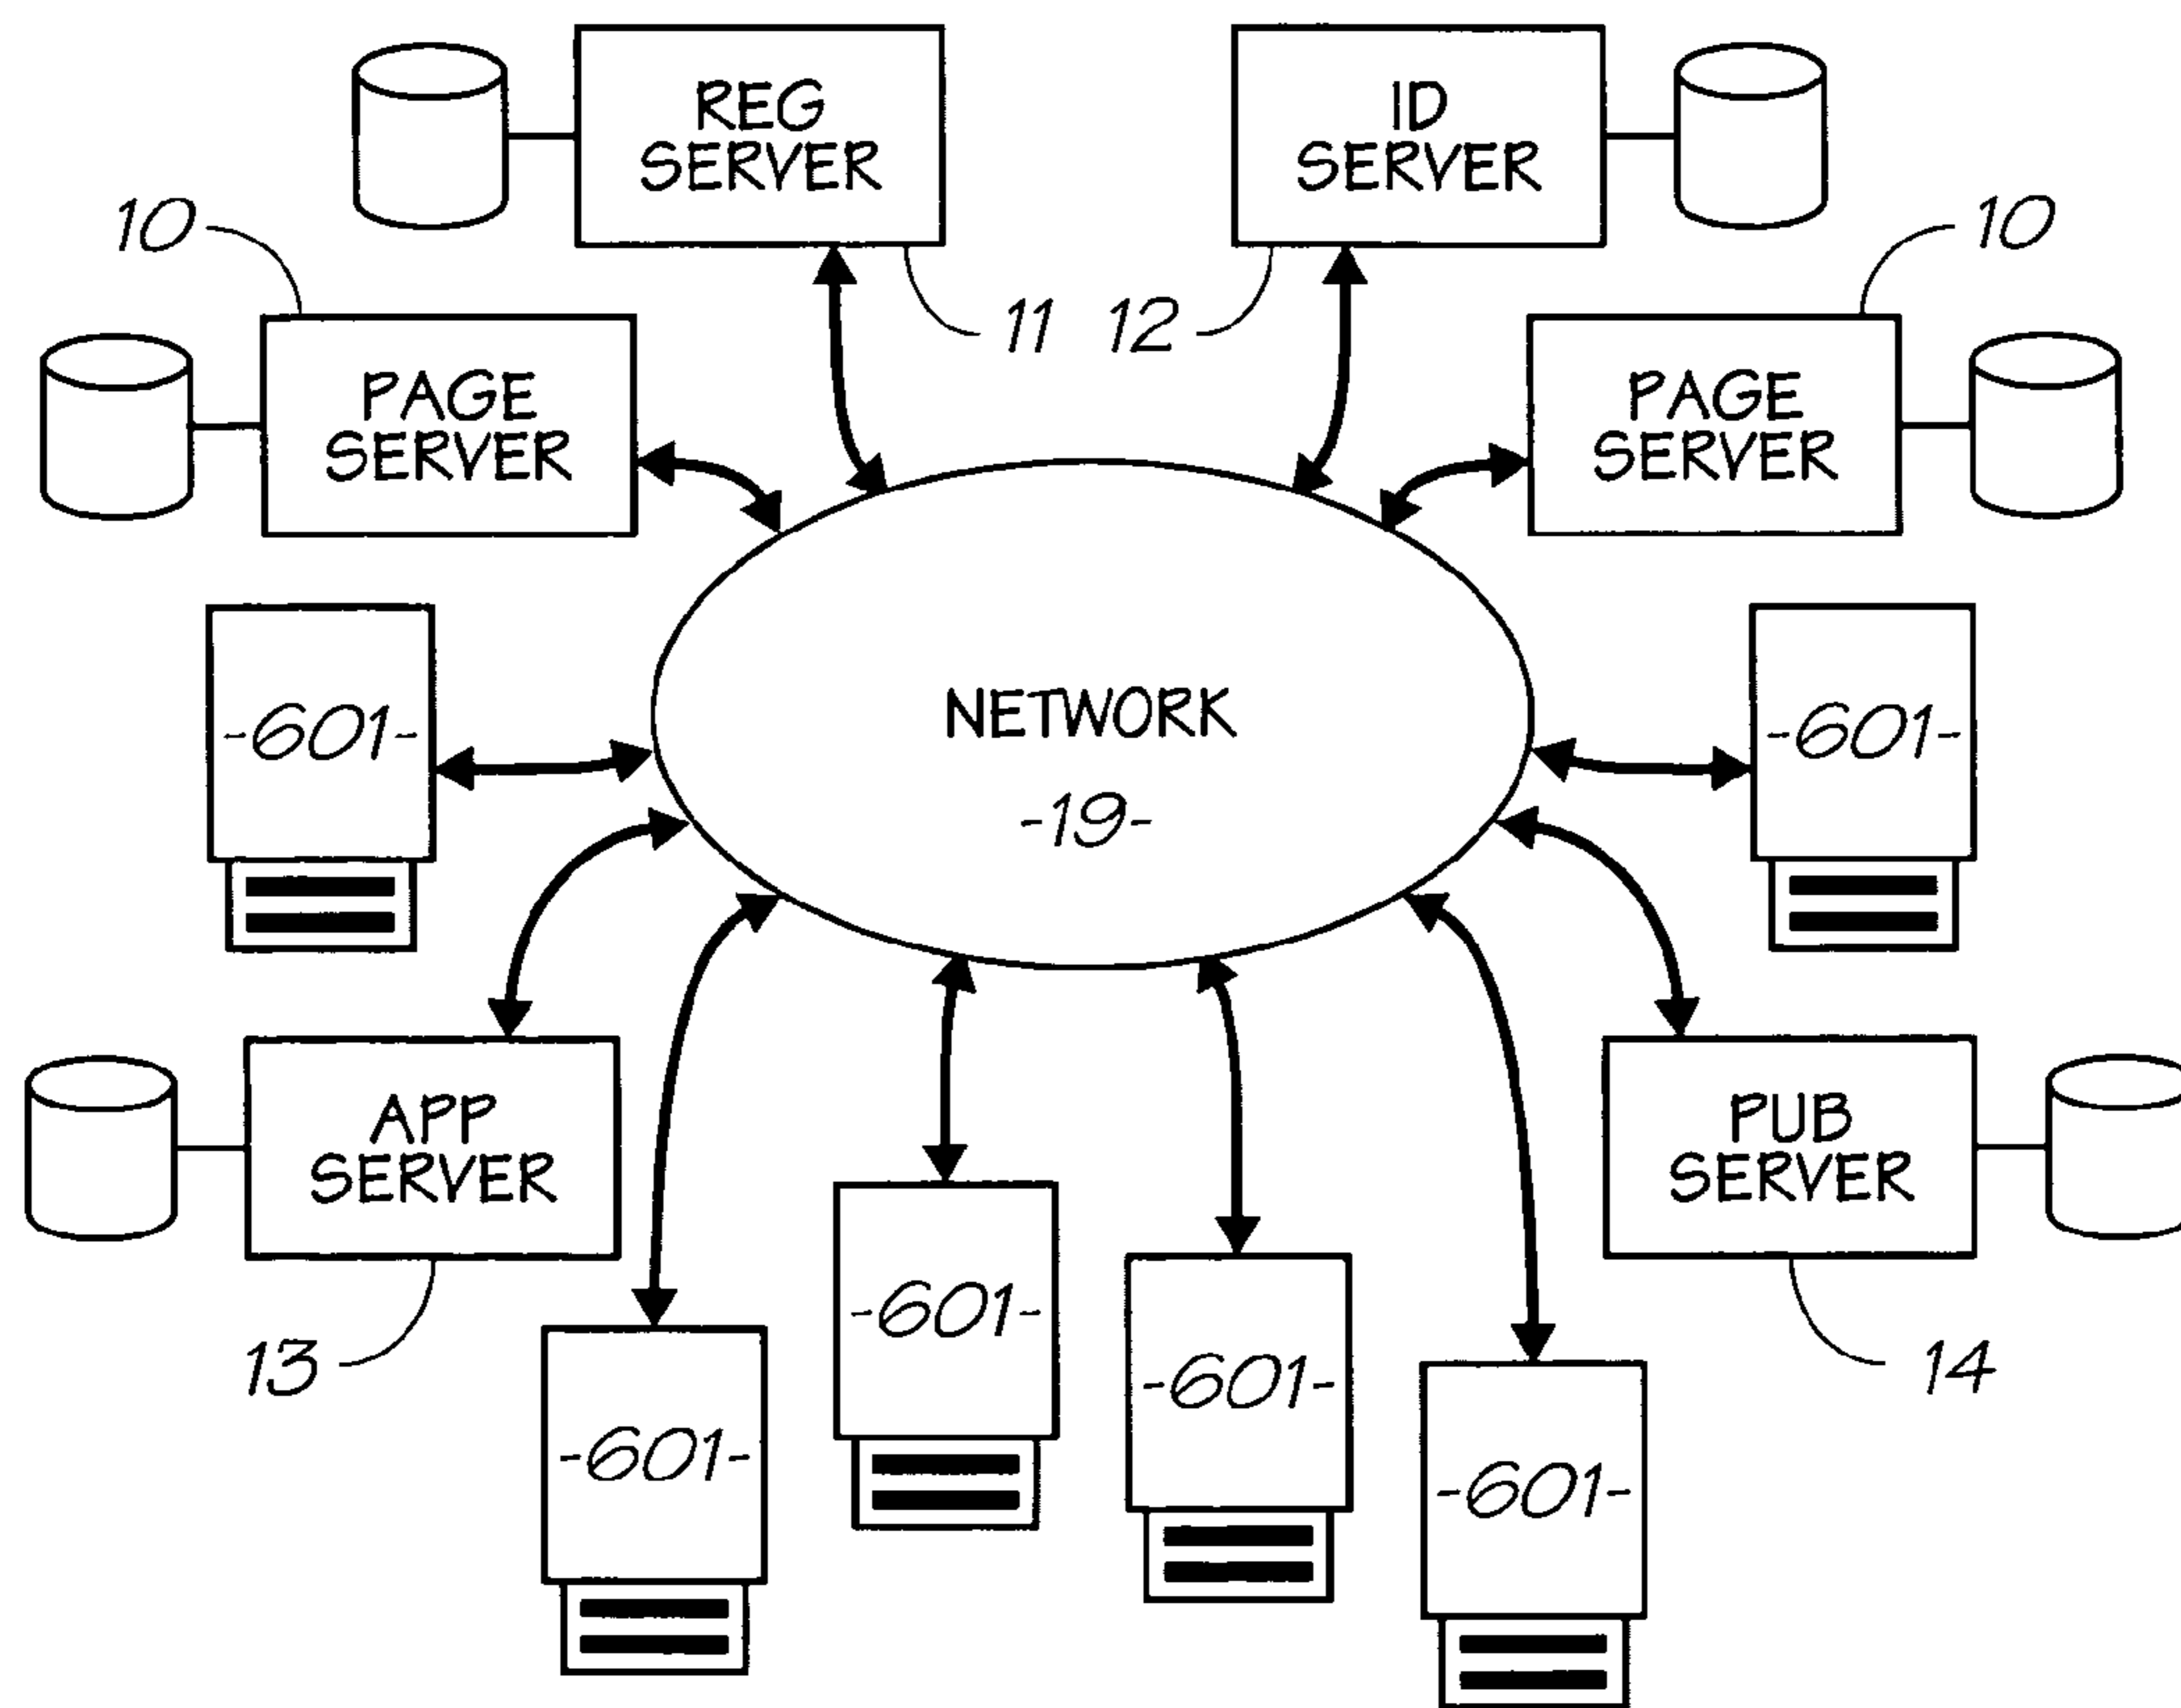 REG
SERVER
ID
SERVER
10
10
11
12
PAGE
SERVER
PAGE
SERVER
-601-
NETWORK
-19-
-601-
APP
SERVER
PUB
SERVER
13
-601-
-601-
-601-
-601-
14